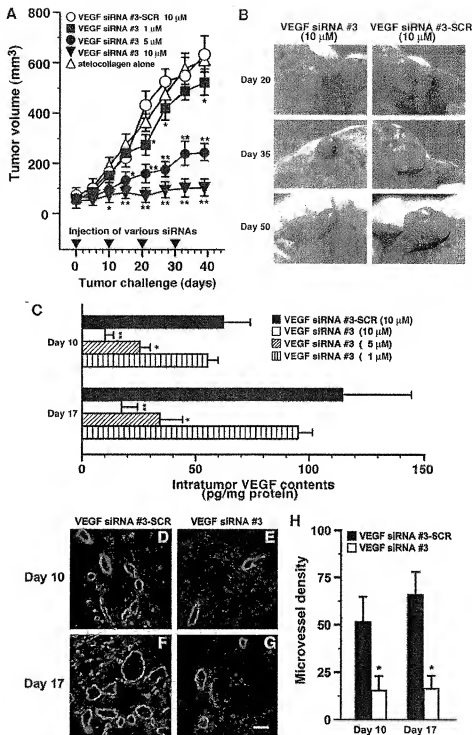 A
VEGF siRNA #3-SCR 10 μM
VEGF siRNA #3 1 μM
VEGF siRNA #3 5 μM
VEGF siRNA #3 10 μM
atelocollagen alone
Tumor volume (mm3)
800
600
400
200
0
* * * * * ** ** ** **
* ** ** ** ** **
Injection of various siRNAs
0 10 20 30 40
Tumor challenge (days)
B
VEGF siRNA #3 (10 μM)
VEGF siRNA #3-SCR (10 μM)
Day 20
Day 35
Day 50
C
VEGF siRNA #3-SCR (10 μM)
VEGF siRNA #3 (10 μM)
VEGF siRNA #3 ( 5 μM)
VEGF siRNA #3 ( 1 μM)
Day 10
**
*
Day 17
**
*
0 50 100 150
Intratumor VEGF contents
(pg/mg protein)
VEGF siRNA #3-SCR VEGF siRNA #3
Day 10
D E
Day 17
F G
H
VEGF siRNA #3-SCR
VEGF siRNA #3
Microvessel density
100
75
50
25
0
* *
Day 10 Day 17